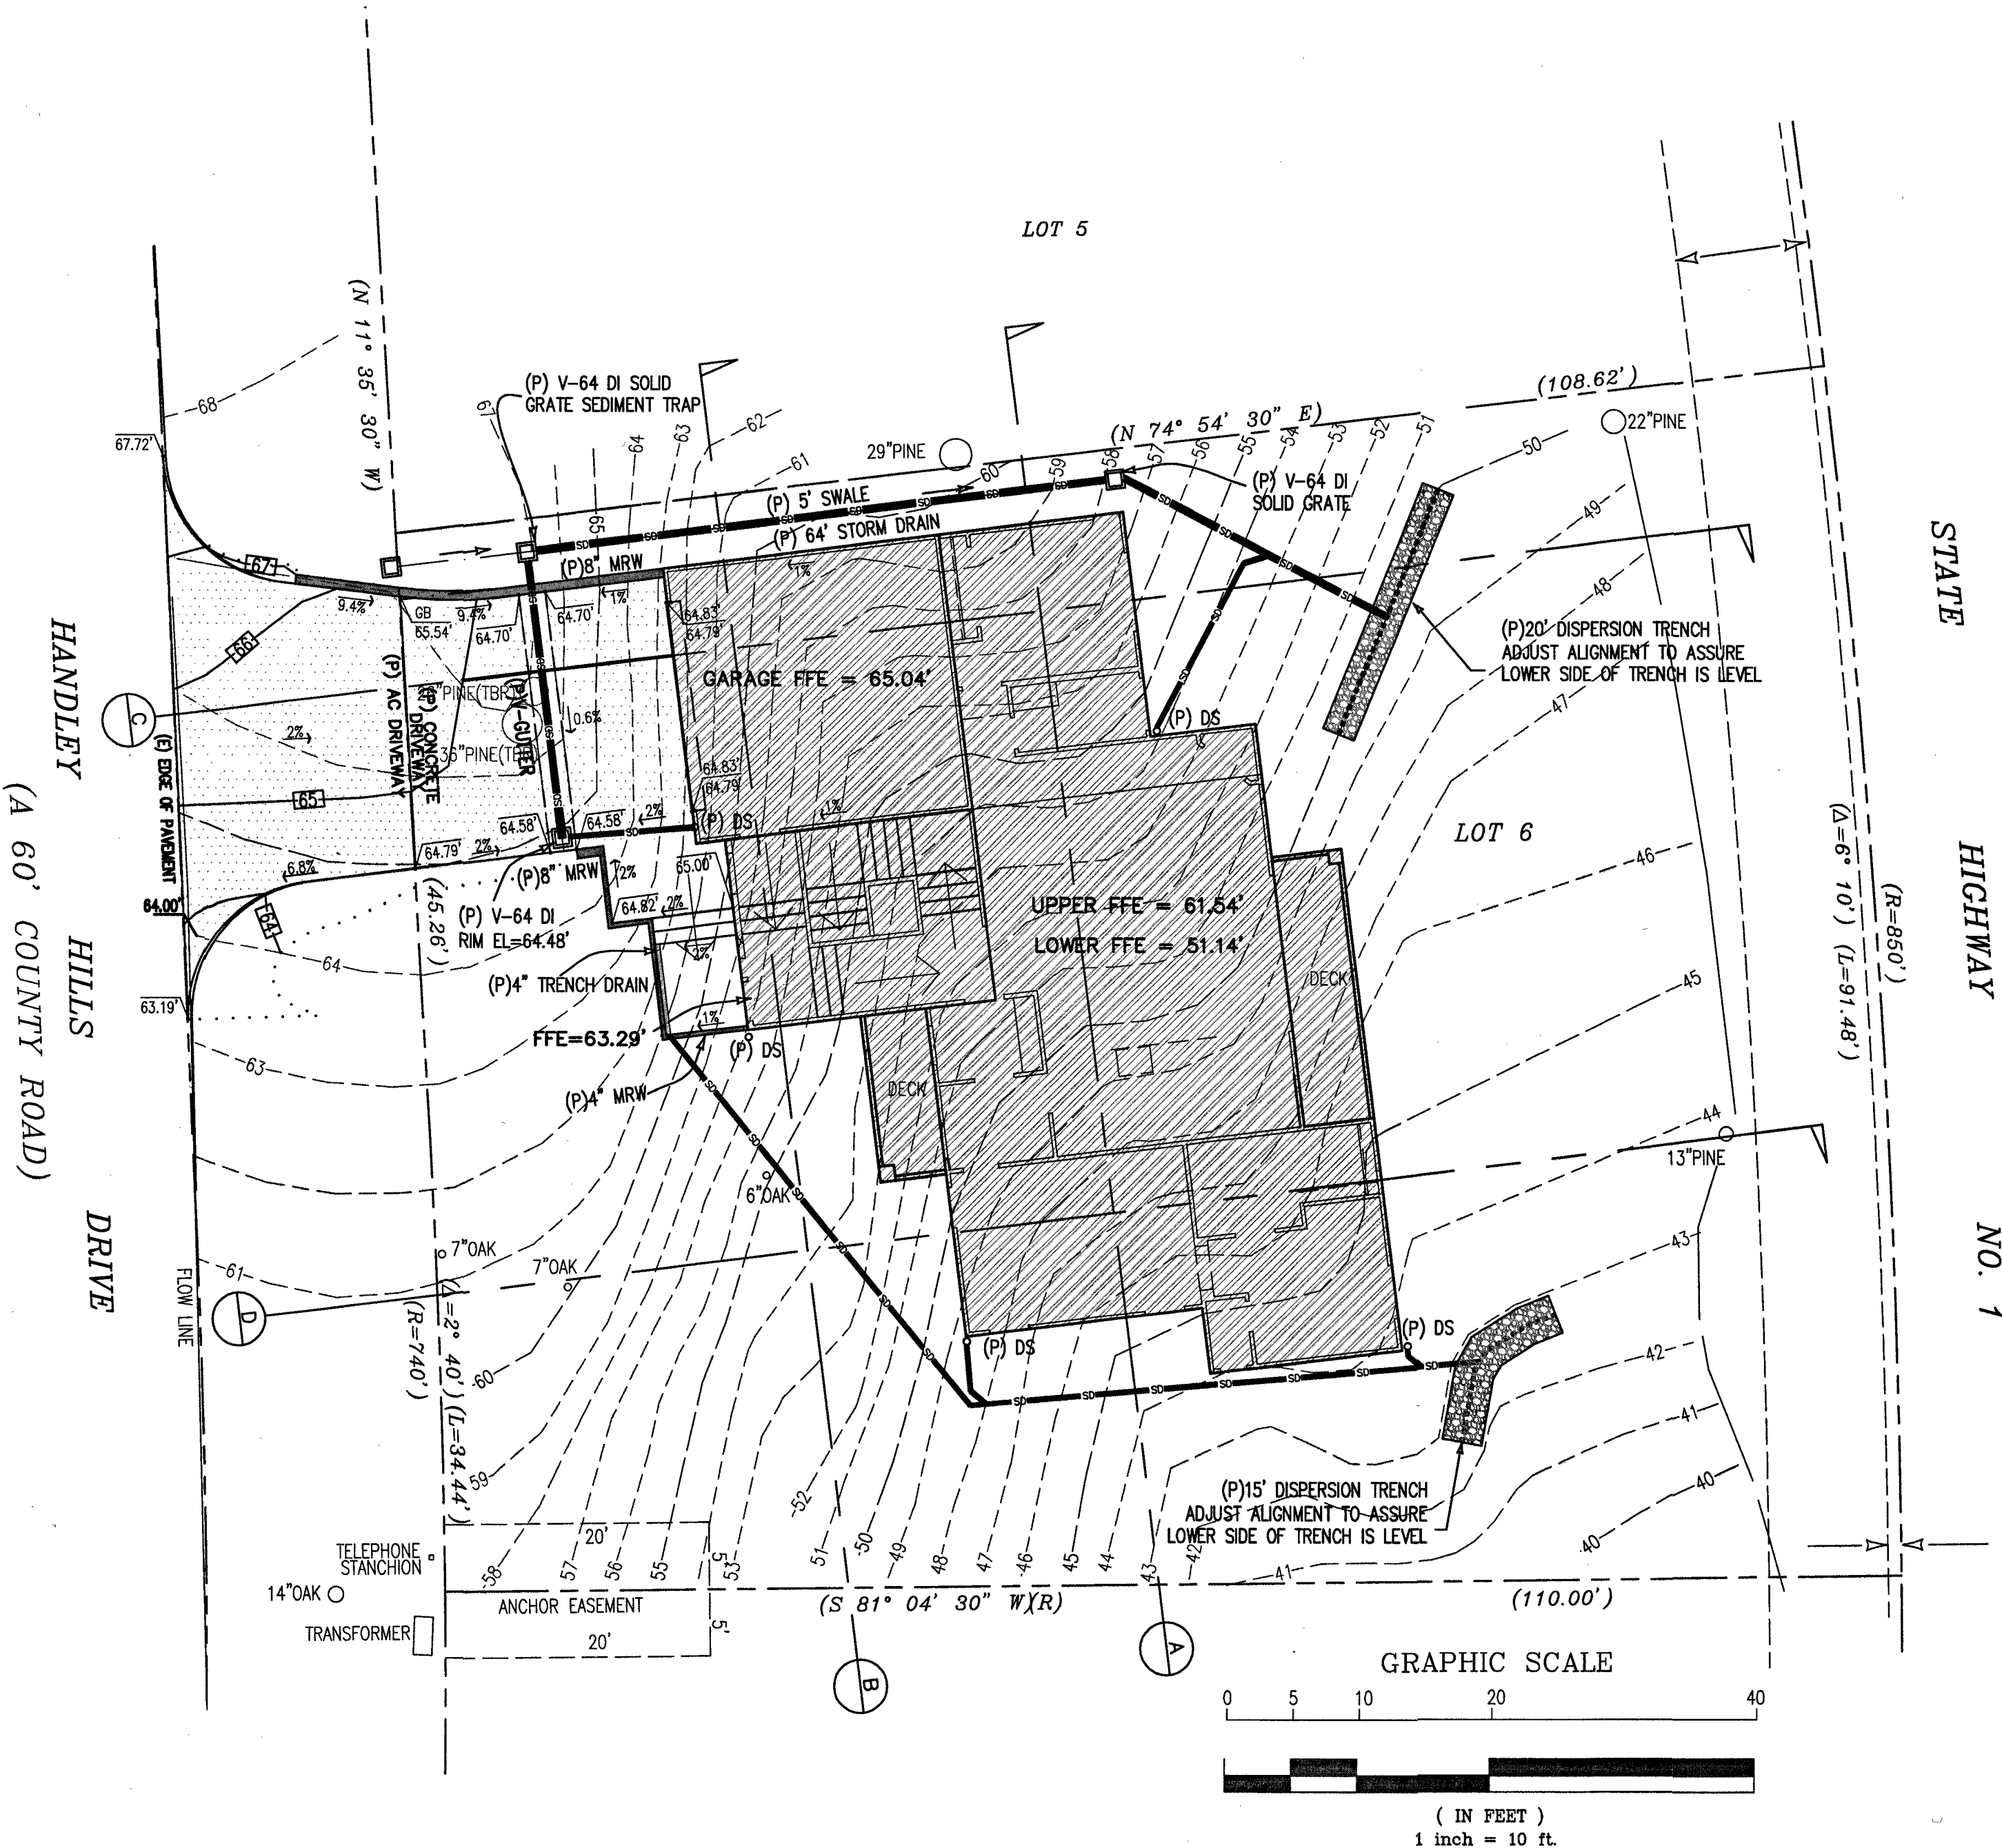 LOT 5
(N 11° 35' 30" W)
(P) V-64 DI SOLID
GRATE SEDIMENT TRAP
68
67
64
63
62
61
29"PINE
60
(N 74° 54' 30" E)
(108.62')
22"PINE
59
58
57
56
55
54
53
52
51
50
49
48
47
(P) V-64 DI
SOLID GRATE
67.72'
65
(P) 5' SWALE
(P) 64' STORM DRAIN
(P)8" MRW
1%
67
9.4%
GB
65.54'
9.4%
64.70'
64.70'
1%
64.83'
64.79'
66
(P) AC DRIVEWAY
(P) CONCRETE
DRIVEWAY
36"PINE(TB
(P)V-GUTTER
0.6%
2%
GARAGE FFE = 65.04'
64.83'
64.79
1%
(P) DS
(P)20' DISPERSION TRENCH
ADJUST ALIGNMENT TO ASSURE
LOWER SIDE OF TRENCH IS LEVEL
STATE
HIGHWAY
NO. 1
HANDLEY
HILLS
DRIVE
(A 60' COUNTY ROAD)
C
(E) EDGE OF PAVEMENT
65
64.58'
64.58'
2%
(P) DS
64.79'
2%
6.8%
(P)8" MRW
2%
65.00'
64.82'
2%
64.00'
64
64
(45.26')
(P) V-64 DI
RIM EL=64.48'
2%
(P)4" TRENCH DRAIN
63.19'
1%
FFE=63.29'
(P) DS
(P)4" MRW
63
UPPER FFE = 61.54'
LOWER FFE = 51.14'
DECK
DECK
LOT 6
46
45
44
13"PINE
43
42
41
40
(Δ=6° 10') (L=91.48')
(R=850')
6"OAK
7"OAK
7"OAK
61
FLOW LINE
D
(Δ=2° 40') (L=34.44')
(R=740')
60
59
(P) DS
(P) DS
SD
(P)15' DISPERSION TRENCH
ADJUST ALIGNMENT TO ASSURE
LOWER SIDE OF TRENCH IS LEVEL
TELEPHONE
STANCHION
14"OAK
TRANSFORMER
20'
5'
ANCHOR EASEMENT
20'
5'
58
57
56
55
53
52
51
50
49
48
47
46
45
44
43
42
41
40
(S 81° 04' 30" W)(R)
(110.00')
B
A
GRAPHIC SCALE
0 5 10 20 40
( IN FEET )
1 inch = 10 ft.